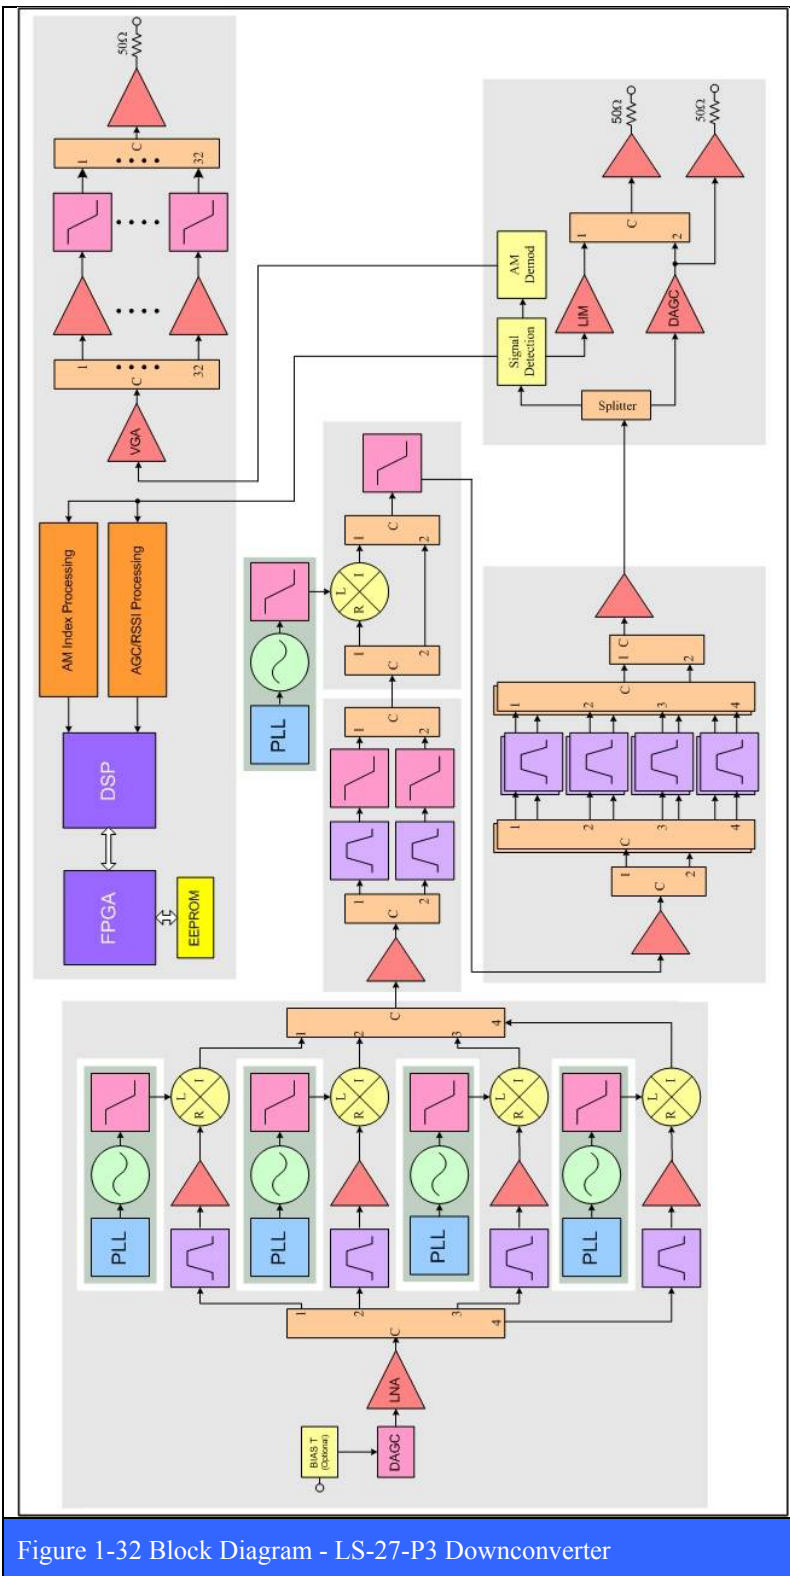 BIAS T
(Optional)
DAGC
LNA
C
1
2
3
4
PLL
L
R
I
PLL
L
R
I
PLL
L
R
I
PLL
L
R
I
1
2
3
4
C
C
1
2
1
2
C
C
1
2
PLL
L
R
I
1
2
C
C
1
2
1
2
3
4
1
2
3
4
C
1
2
C
Splitter
Signal
Detection
AM
Demod
LIM
DAGC
1
2
C
50Ω
50Ω
FPGA
EEPROM
DSP
AM Index Processing
AGC/RSSI Processing
VGA
C
1
32
1
32
C
50Ω
Figure 1-32 Block Diagram - LS-27-P3 Downconverter